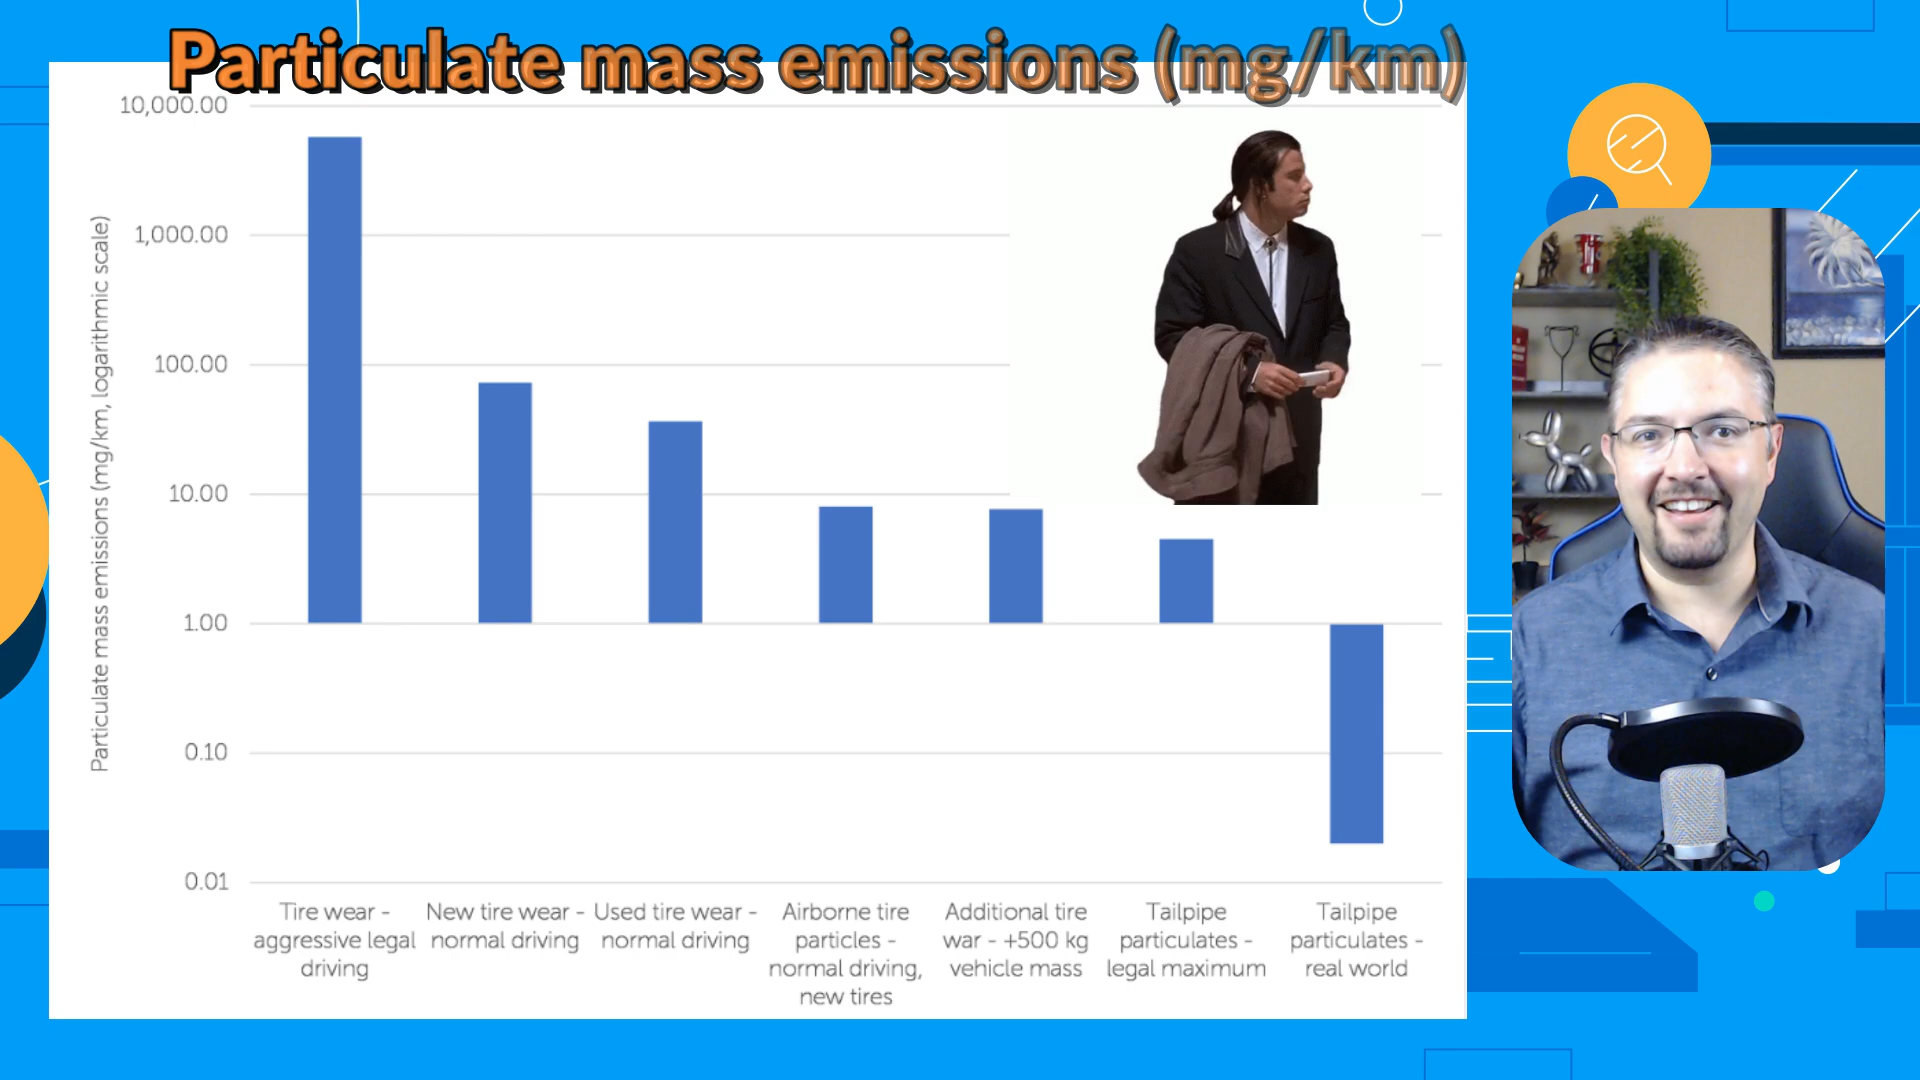 Particulate mass emissions (mg/km)
Particulate mass emissions (mg/km, logarithmic scale)
10,000.00
1,000.00
100.00
10.00
1.00
0.10
0.01
Tire wear -
aggressive legal
driving
New tire wear -
normal driving
Used tire wear -
normal driving
Airborne tire
particles -
normal driving,
new tires
Additional tire
war - +500 kg
vehicle mass
Tailpipe
particulates -
legal maximum
Tailpipe
particulates -
real world